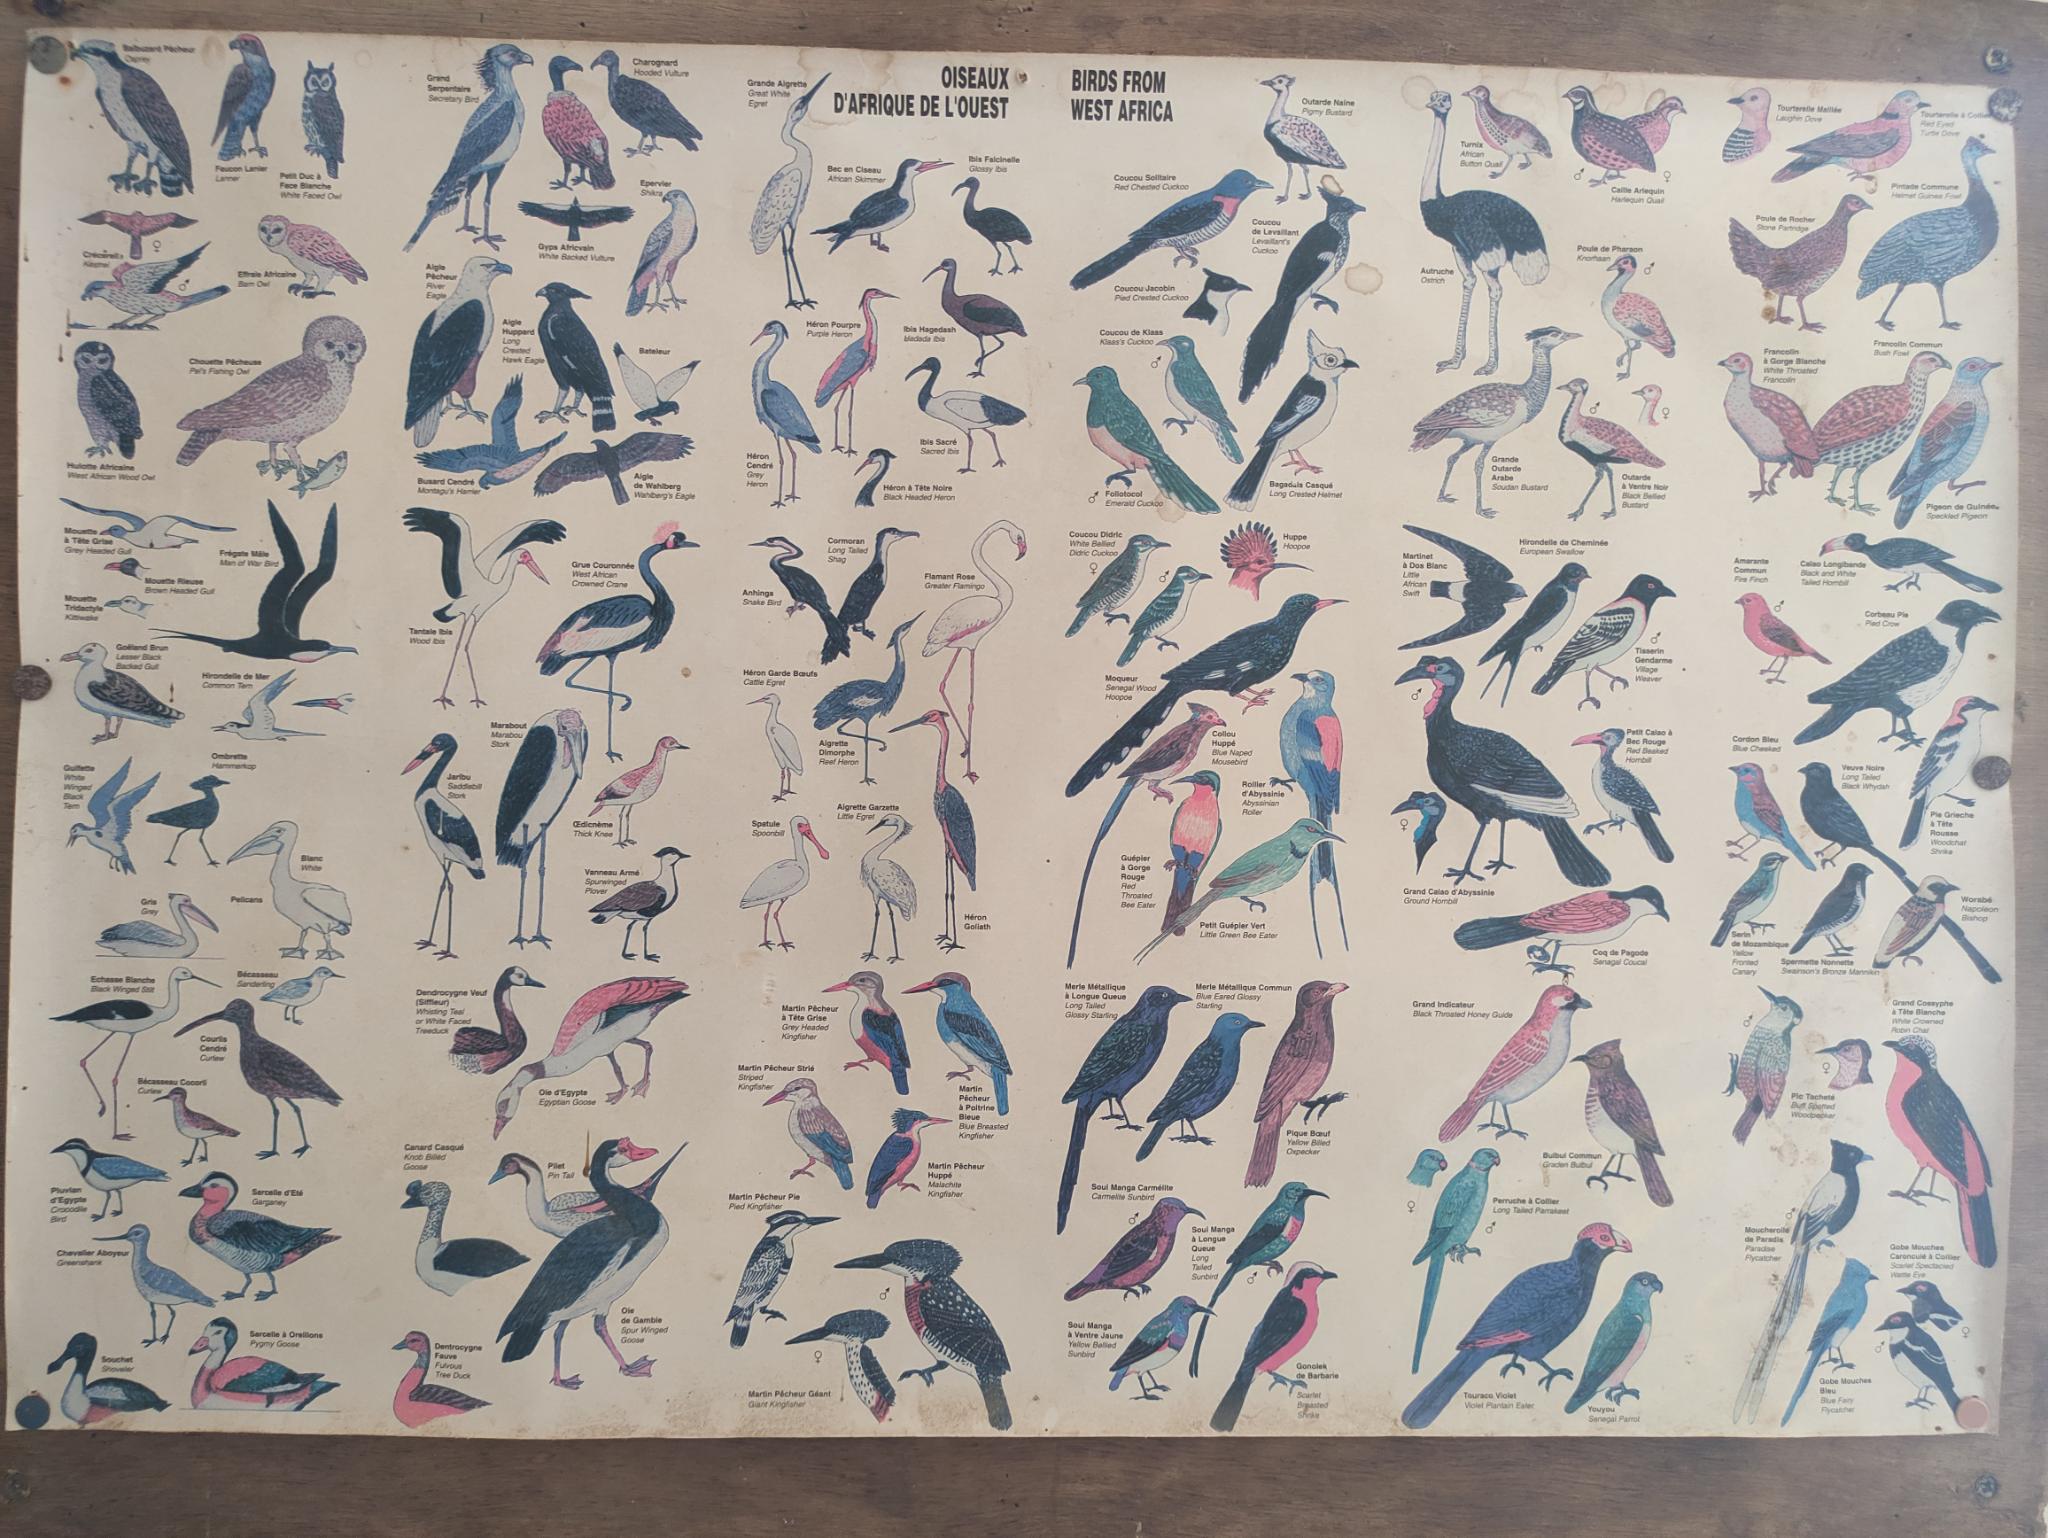 OISEAUX
D'AFRIQUE DE L'OUEST
BIRDS FROM
WEST AFRICA
Balbuzard Pêcheur
Osprey
Faucon Lanier
Lanner
Petit Duc à
Face Blanche
White Faced Owl
Crécerelle
Kestrel
Effraie Africaine
Barn Owl
Chouette Pêcheuse
Pel's Fishing Owl
Hulotte Africaine
West African Wood Owl
Mouette
à Tête Grise
Grey Headed Gull
Frégate Mâle
Man of War Bird
Mouette Rieuse
Brown Headed Gull
Mouette
Tridactyle
Kittiwake
Goéland Brun
Lesser Black
Backed Gull
Hirondelle de Mer
Common Tern
Guifette
White
Winged
Black
Tern
Ombrette
Hammerkop
Blanc
White
Gris
Grey
Pelicans
Echasse Blanche
Black Winged Stilt
Bécasseau
Sanderling
Courlis
Cendré
Curlew
Bécasseau Cocorli
Curlew
Pluvian
d'Egypte
Crocodile
Bird
Sarcelle d'Eté
Garganey
Chevalier Aboyeur
Greenshank
Souchet
Shoveler
Sarcelle à Oreillons
Pygmy Goose
Grand
Serpentaire
Secretary Bird
Charognard
Hooded Vulture
Epervier
Shikra
Gyps Africain
White Backed Vulture
Aigle
Pêcheur
River
Eagle
Aigle
Huppard
Long
Crested
Hawk Eagle
Bateleur
Busard Cendré
Montagu's Harrier
Aigle
de Wahlberg
Wahlberg's Eagle
Tantale Ibis
Wood Ibis
Grue Couronnée
West African
Crowned Crane
Marabout
Marabou
Stork
Jaribu
Saddlebill
Stork
Œdicnème
Thick Knee
Vanneau Armé
Spurwinged
Plover
Dendrocygne Veuf
(Siffleur)
Whisting Teal
or White Faced
Treeduck
Oie d'Egypte
Egyptian Goose
Canard Casqué
Knob Billed
Goose
Pilet
Pin Tail
Oie
de Gambie
Spur Winged
Goose
Dentrocygne
Fauve
Fulvous
Tree Duck
Grande Aigrette
Great White
Egret
Bec en Ciseau
African Skimmer
Ibis Falcinelle
Glossy Ibis
Héron Pourpre
Purple Heron
Ibis Hagedash
Hadada Ibis
Héron
Cendré
Grey
Heron
Ibis Sacré
Sacred Ibis
Héron à Tête Noire
Black Headed Heron
Cormoran
Long Tailed
Shag
Anhinga
Snake Bird
Flamant Rose
Greater Flamingo
Héron Garde Bœufs
Cattle Egret
Aigrette
Dimorphe
Reef Heron
Aigrette Garzette
Little Egret
Spatule
Spoonbill
Héron
Goliath
Martin Pêcheur
à Tête Grise
Grey Headed
Kingfisher
Martin Pêcheur Strié
Striped
Kingfisher
Martin
Pêcheur
à Poitrine
Bleue
Blue Breasted
Kingfisher
Martin Pêcheur
Huppé
Malachite
Kingfisher
Martin Pêcheur Pie
Pied Kingfisher
Martin Pêcheur Géant
Giant Kingfisher
Outarde Naine
Pigmy Bustard
Coucou Solitaire
Red Chested Cuckoo
Coucou
de Levaillant
Levaillant's
Cuckoo
Coucou Jacobin
Pied Crested Cuckoo
Coucou de Klaas
Klaas's Cuckoo
Foliotocol
Emerald Cuckoo
Bagadais Casqué
Long Crested Helmet
Coucou Didric
White Bellied
Didric Cuckoo
Huppe
Hoopoe
Moqueur
Senegal Wood
Hoopoe
Coliou
Huppé
Blue Naped
Mousebird
Rollier
d'Abyssinie
Abyssinian
Roller
Guépier
à Gorge
Rouge
Red
Throated
Bee Eater
Petit Guépier Vert
Little Green Bee Eater
Merle Métallique
à Longue Queue
Long Tailed
Glossy Starling
Merle Métallique Commun
Blue Eared Glossy
Starling
Pique Bœuf
Yellow Billed
Oxpecker
Soui Manga Carmélite
Carmelite Sunbird
Soui Manga
à Longue
Queue
Long
Tailed
Sunbird
Soui Manga
à Ventre Jaune
Yellow Bellied
Sunbird
Gonolek
de Barbarie
Scarlet
Breasted
Shrike
Turnix
African
Button Quail
Caille Arlequin
Harlequin Quail
Autruche
Ostrich
Poule de Pharaon
Knorhaan
Grande
Outarde
Arabe
Soudan Bustard
Outarde
à Ventre Noir
Black Bellied
Bustard
Martinet
à Dos Blanc
Little
African
Swift
Hirondelle de Cheminée
European Swallow
Tisserin
Gendarme
Village
Weaver
Petit Calao à
Bec Rouge
Red Beaked
Hornbill
Grand Calao d'Abyssinie
Ground Hornbill
Coq de Pagode
Senagal Coucal
Grand Indicateur
Black Throated Honey Guide
Bulbul Commun
Graden Bulbul
Perruche à Collier
Long Tailed Parrakeet
Touraco Violet
Violet Plantain Eater
Youyou
Senegal Parrot
Tourterelle Maillée
Laughin Dove
Tourterelle à Collier
Red Eyed
Turtle Dove
Pintade Commune
Helmet Guinea Fowl
Poule de Rocher
Stone Partridge
Francolin
à Gorge Blanche
White Throated
Francolin
Francolin Commun
Bush Fowl
Pigeon de Guinée
Speckled Pigeon
Amarante
Commun
Fire Finch
Calao Longibande
Black and White
Tailed Hornbill
Corbeau Pie
Pied Crow
Cordon Bleu
Blue Cheeked
Veuve Noire
Long Tailed
Black Whydah
Pie Grieche
à Tête
Rousse
Woodchat
Shrike
Serin
de Mozambique
Yellow
Fronted
Canary
Spermette Nonnette
Swainson's Bronze Mannikin
Worabé
Napoleon
Bishop
Grand Cossyphe
à Tête Blanche
White Crowned
Robin Chat
Pic Tacheté
Buff Spotted
Woodpecker
Moucherolle
de Paradis
Paradise
Flycatcher
Gobe Mouches
Caronculé à Collier
Scarlet Spectacled
Wattle Eye
Gobe Mouches
Bleu
Blue Fairy
Flycatcher